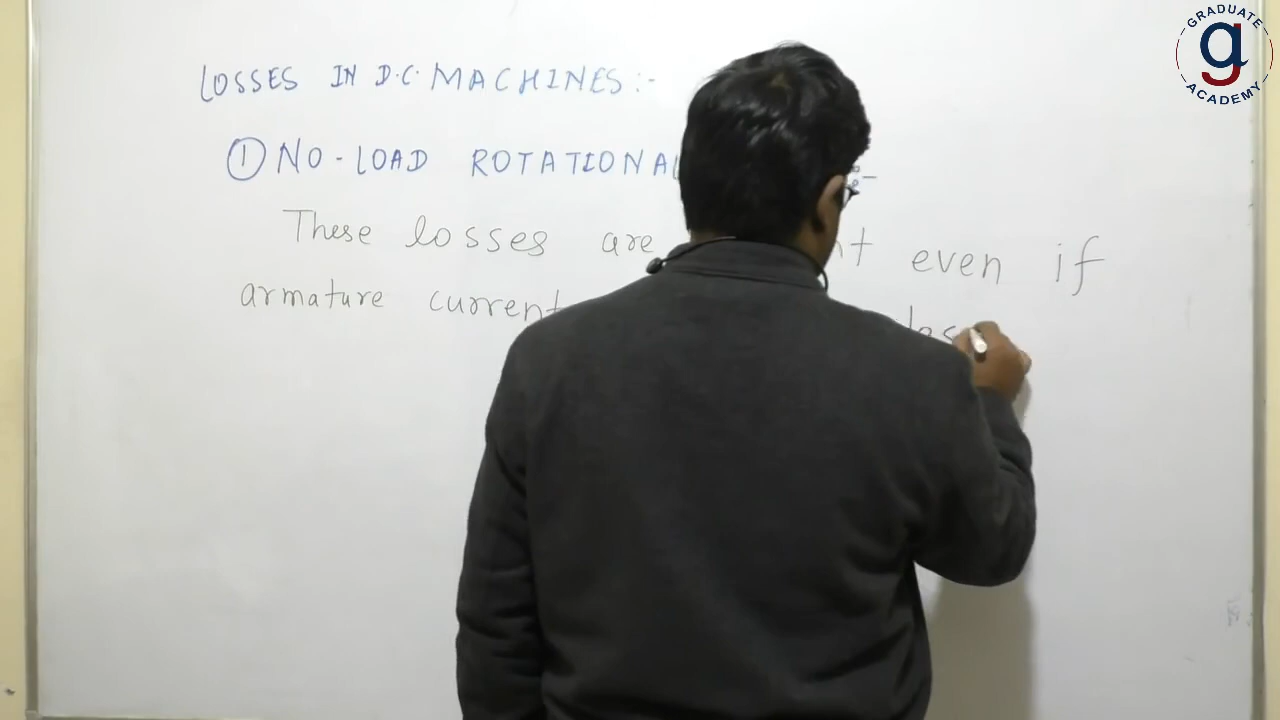 LOSSES IN D.C. MACHINES :-
① NO-LOAD ROTATIONAL :-
These losses are even if
armature current
GRADUATE
g
ACADEMY